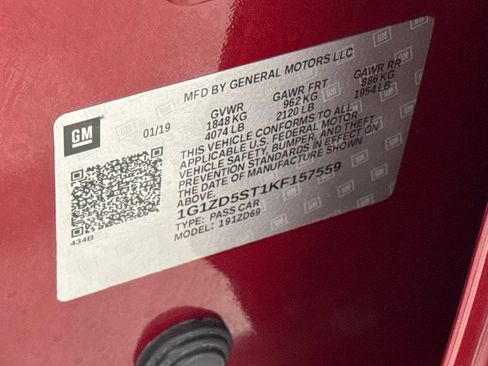 MFD BY GENERAL MOTORS LLC
GM
01/19
GVWR GAWR FRT GAWR RR
1848 KG 962 KG 886 KG
4074 LB 2120 LB 1954 LB
THIS VEHICLE CONFORMS TO ALL
APPLICABLE U.S. FEDERAL MOTOR
VEHICLE SAFETY, BUMPER, AND THEFT
PREVENTION STANDARDS IN EFFECT ON
THE DATE OF MANUFACTURE SHOWN
1G1ZD5ST1KF157559
TYPE: PASS CAR
MODEL: 191ZD69
434B